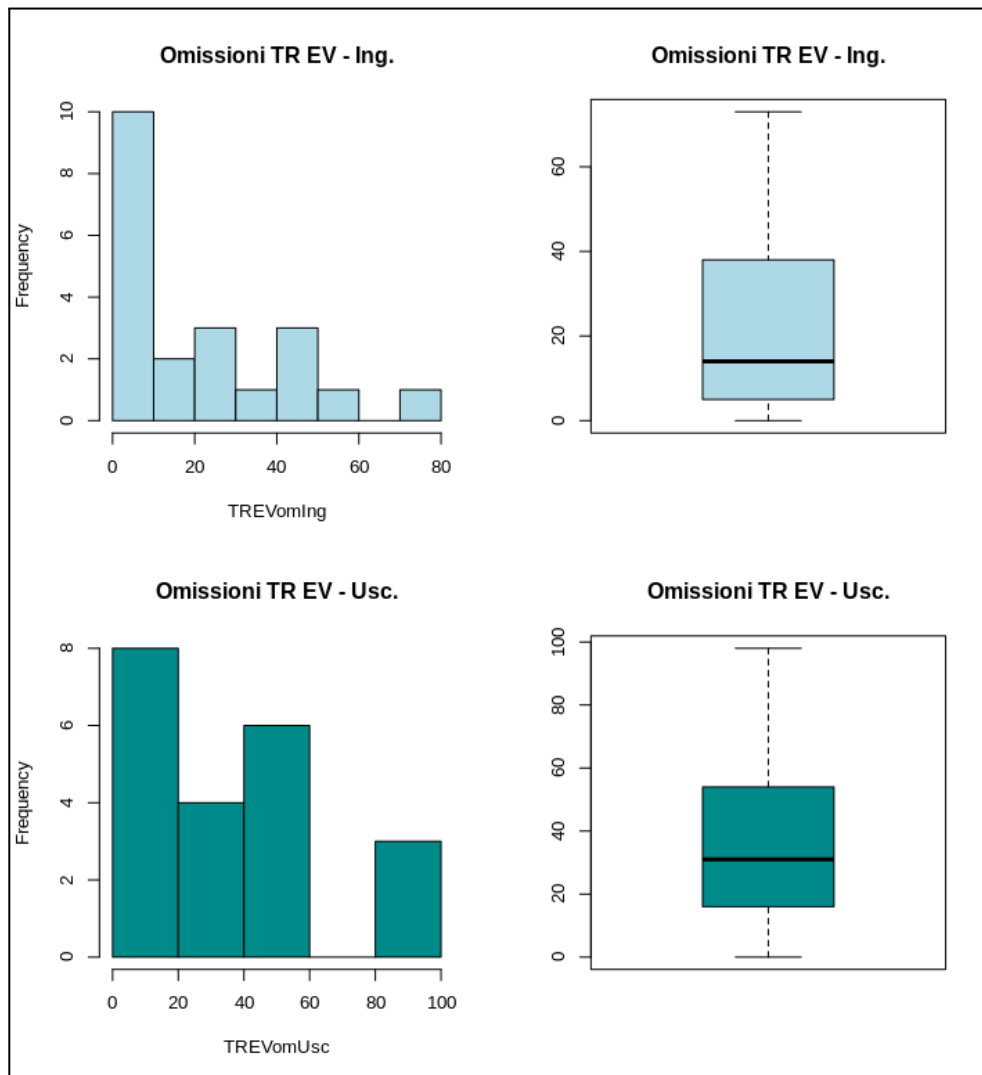 Omissioni TR EV - Ing.
Frequency
0 2 4 6 8 10
0 20 40 60 80
TREVomIng
Omissioni TR EV - Ing.
0 20 40 60
Omissioni TR EV - Usc.
Frequency
0 2 4 6 8
0 20 40 60 80 100
TREVomUsc
Omissioni TR EV - Usc.
0 20 40 60 80 100